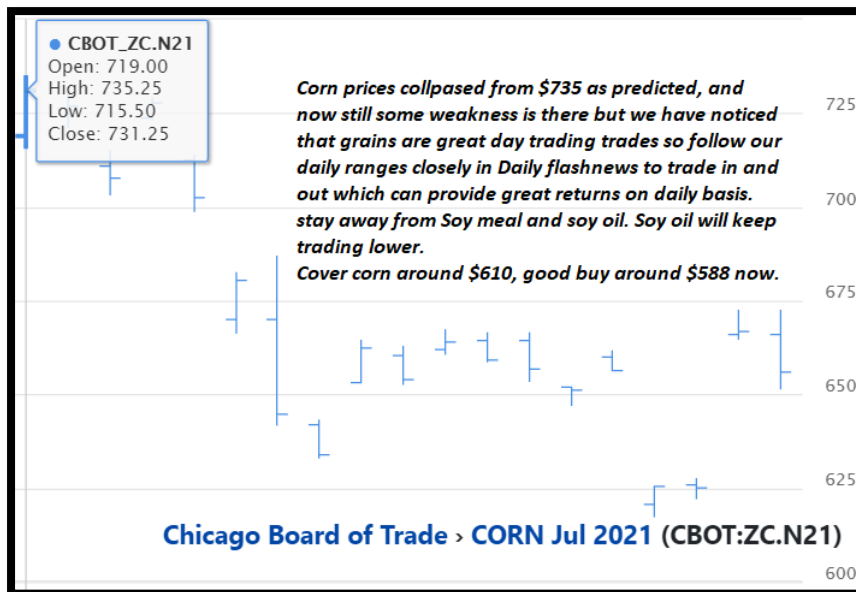 CBOT_ZC.N21
Open: 719.00
High: 735.25
Low: 715.50
Close: 731.25
Corn prices collpased from $735 as predicted, and
now still some weakness is there but we have noticed
that grains are great day trading trades so follow our
daily ranges closely in Daily flashnews to trade in and
out which can provide great returns on daily basis.
stay away from Soy meal and soy oil. Soy oil will keep
trading lower.
Cover corn around $610, good buy around $588 now.
725
700
675
650
625
Chicago Board of Trade › CORN Jul 2021 (CBOT:ZC.N21)
600